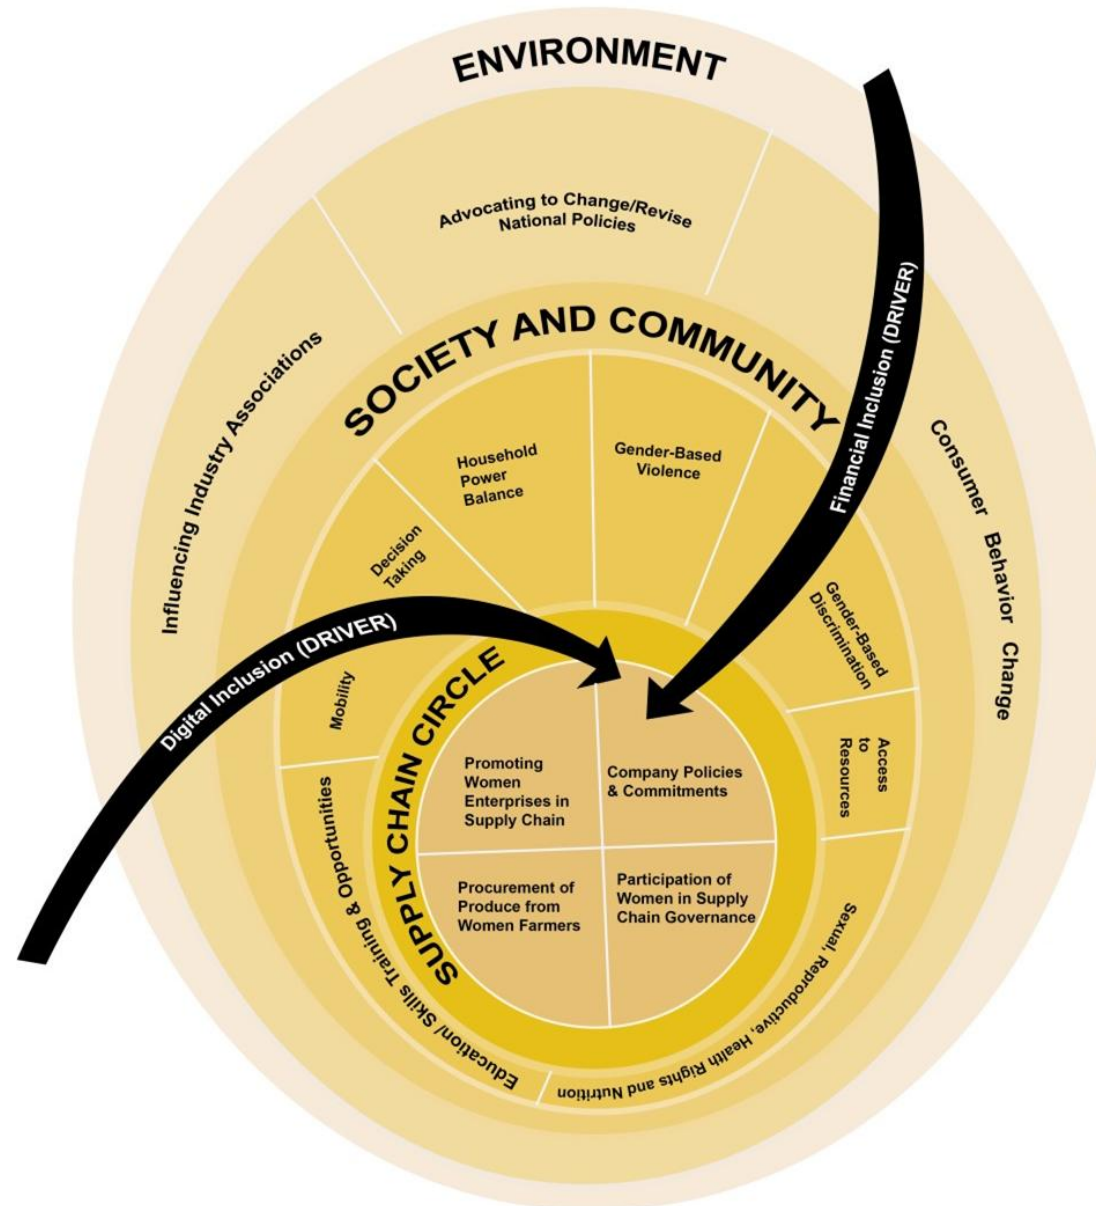 ENVIRONMENT
Advocating to Change/Revise
National Policies
Influencing Industry Associations
Consumer Behavior Change
SOCIETY AND COMMUNITY
Household
Power
Balance
Gender-Based
Violence
Decision
Taking
Mobility
Gender-Based
Discrimination
Access
to
Resources
Education/ Skills Training & Opportunities
Sexual, Reproductive, Health Rights and Nutrition
Digital Inclusion (DRIVER)
Financial Inclusion (DRIVER)
SUPPLY CHAIN CIRCLE
Promoting
Women
Enterprises in
Supply Chain
Company Policies
& Commitments
Procurement of
Produce from
Women Farmers
Participation of
Women in Supply
Chain Governance